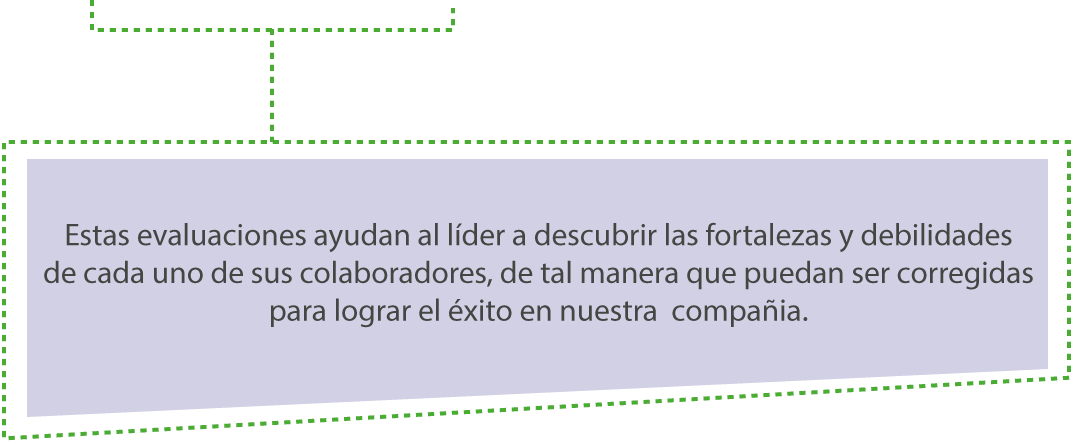 Estas evaluaciones ayudan al líder a descubrir las fortalezas y debilidades
de cada uno de sus colaboradores, de tal manera que puedan ser corregidas
para lograr el éxito en nuestra  compañia.